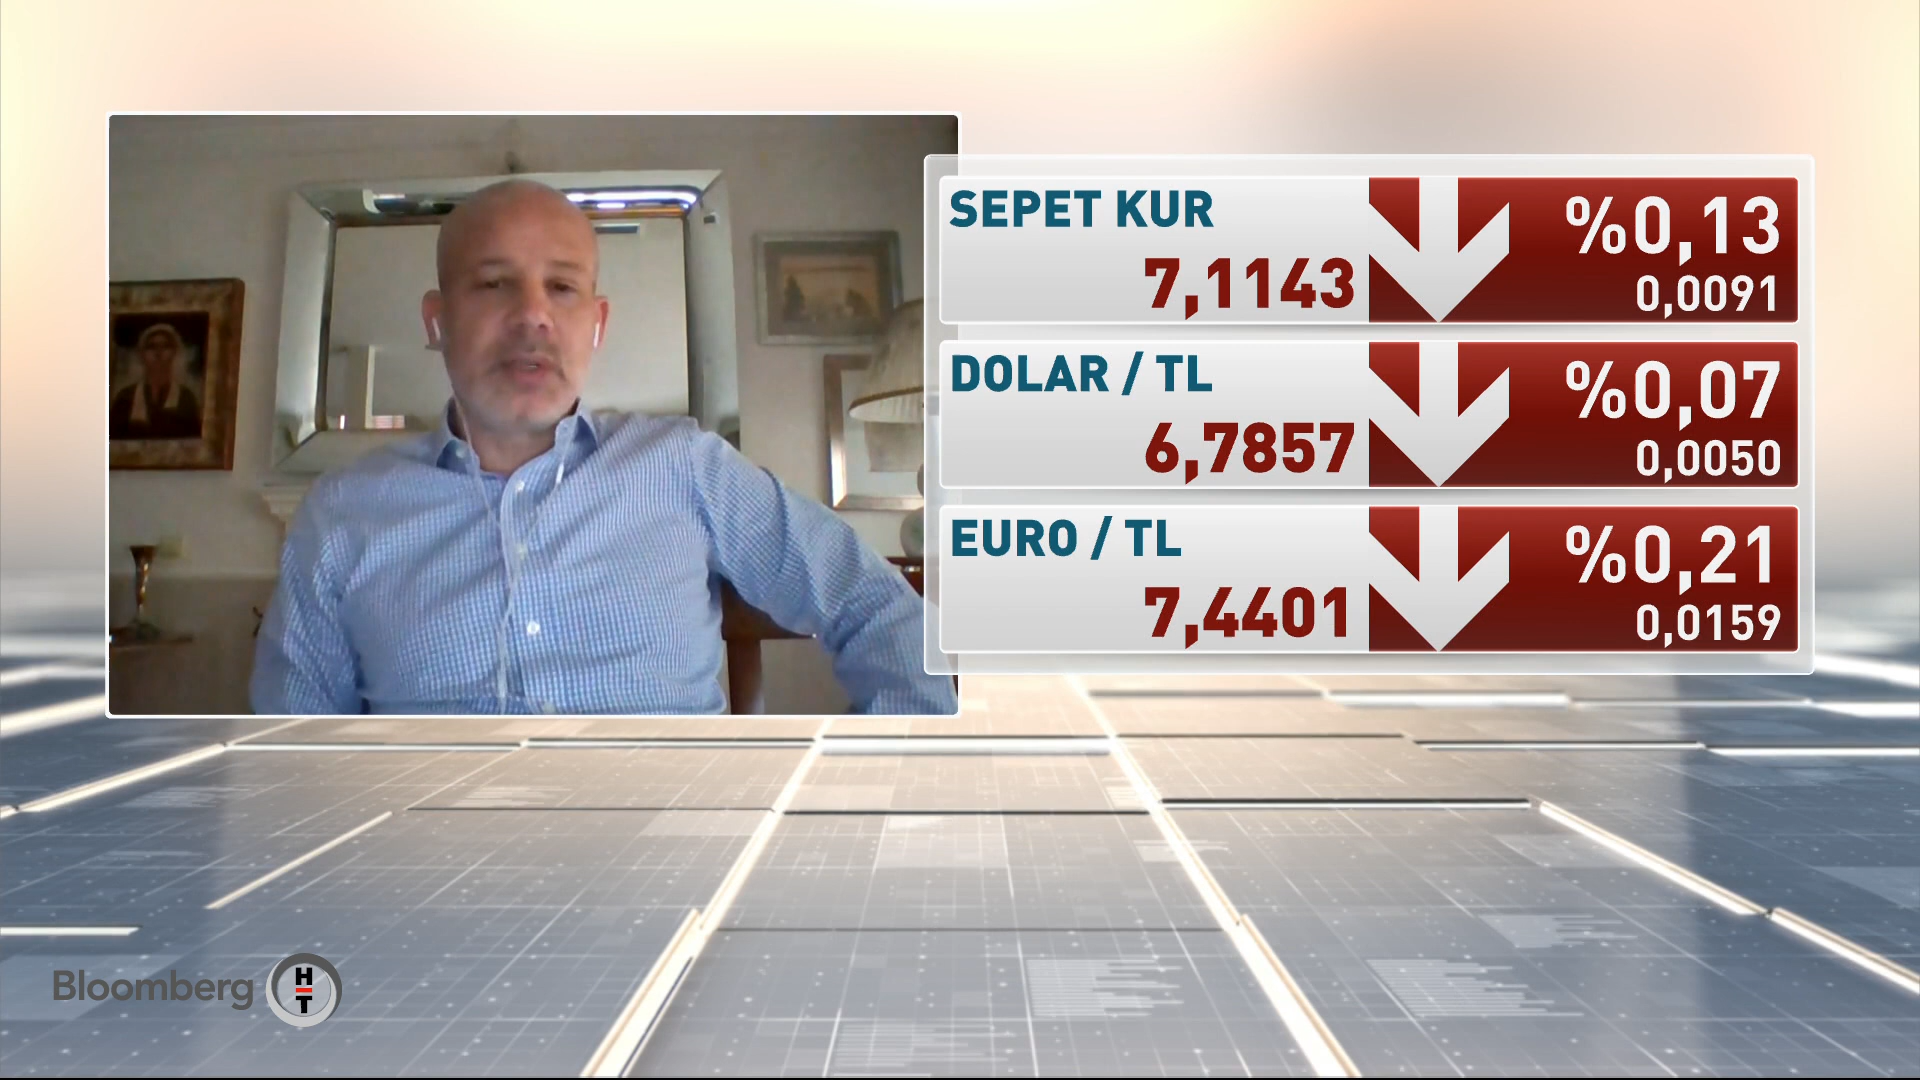 SEPET KUR
7,1143
%0,13
0,0091
DOLAR / TL
6,7857
%0,07
0,0050
EURO / TL
7,4401
%0,21
0,0159
Bloomberg HT